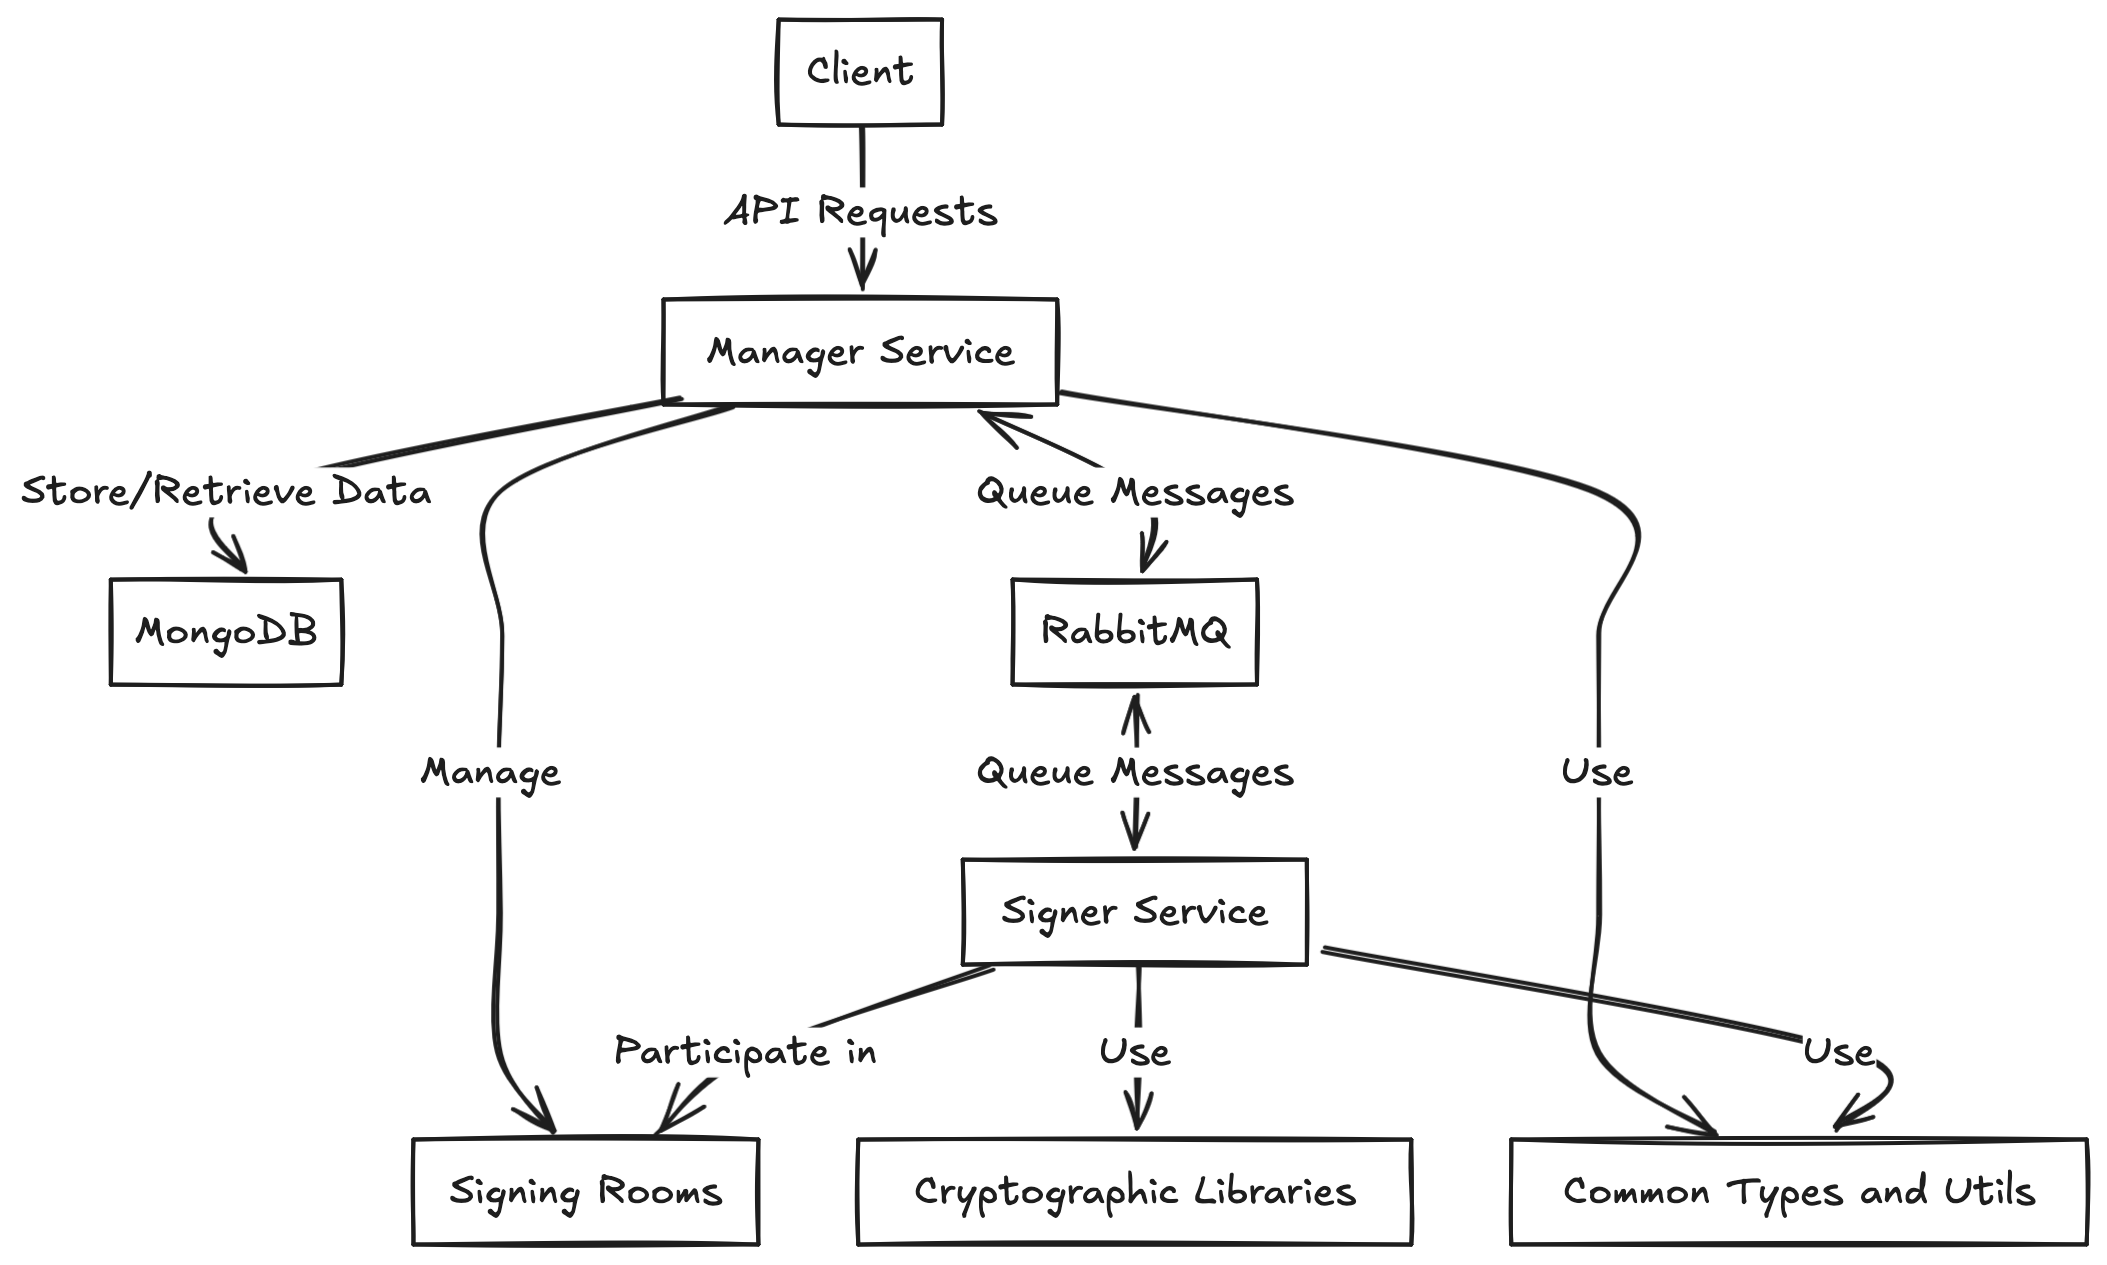 Client
API Requests
Manager Service
Store/Retrieve Data
Queue Messages
MongoDB
RabbitMQ
Manage
Queue Messages
Use
Signer Service
Participate in
Use
Use
Signing Rooms
Cryptographic Libraries
Common Types and Utils